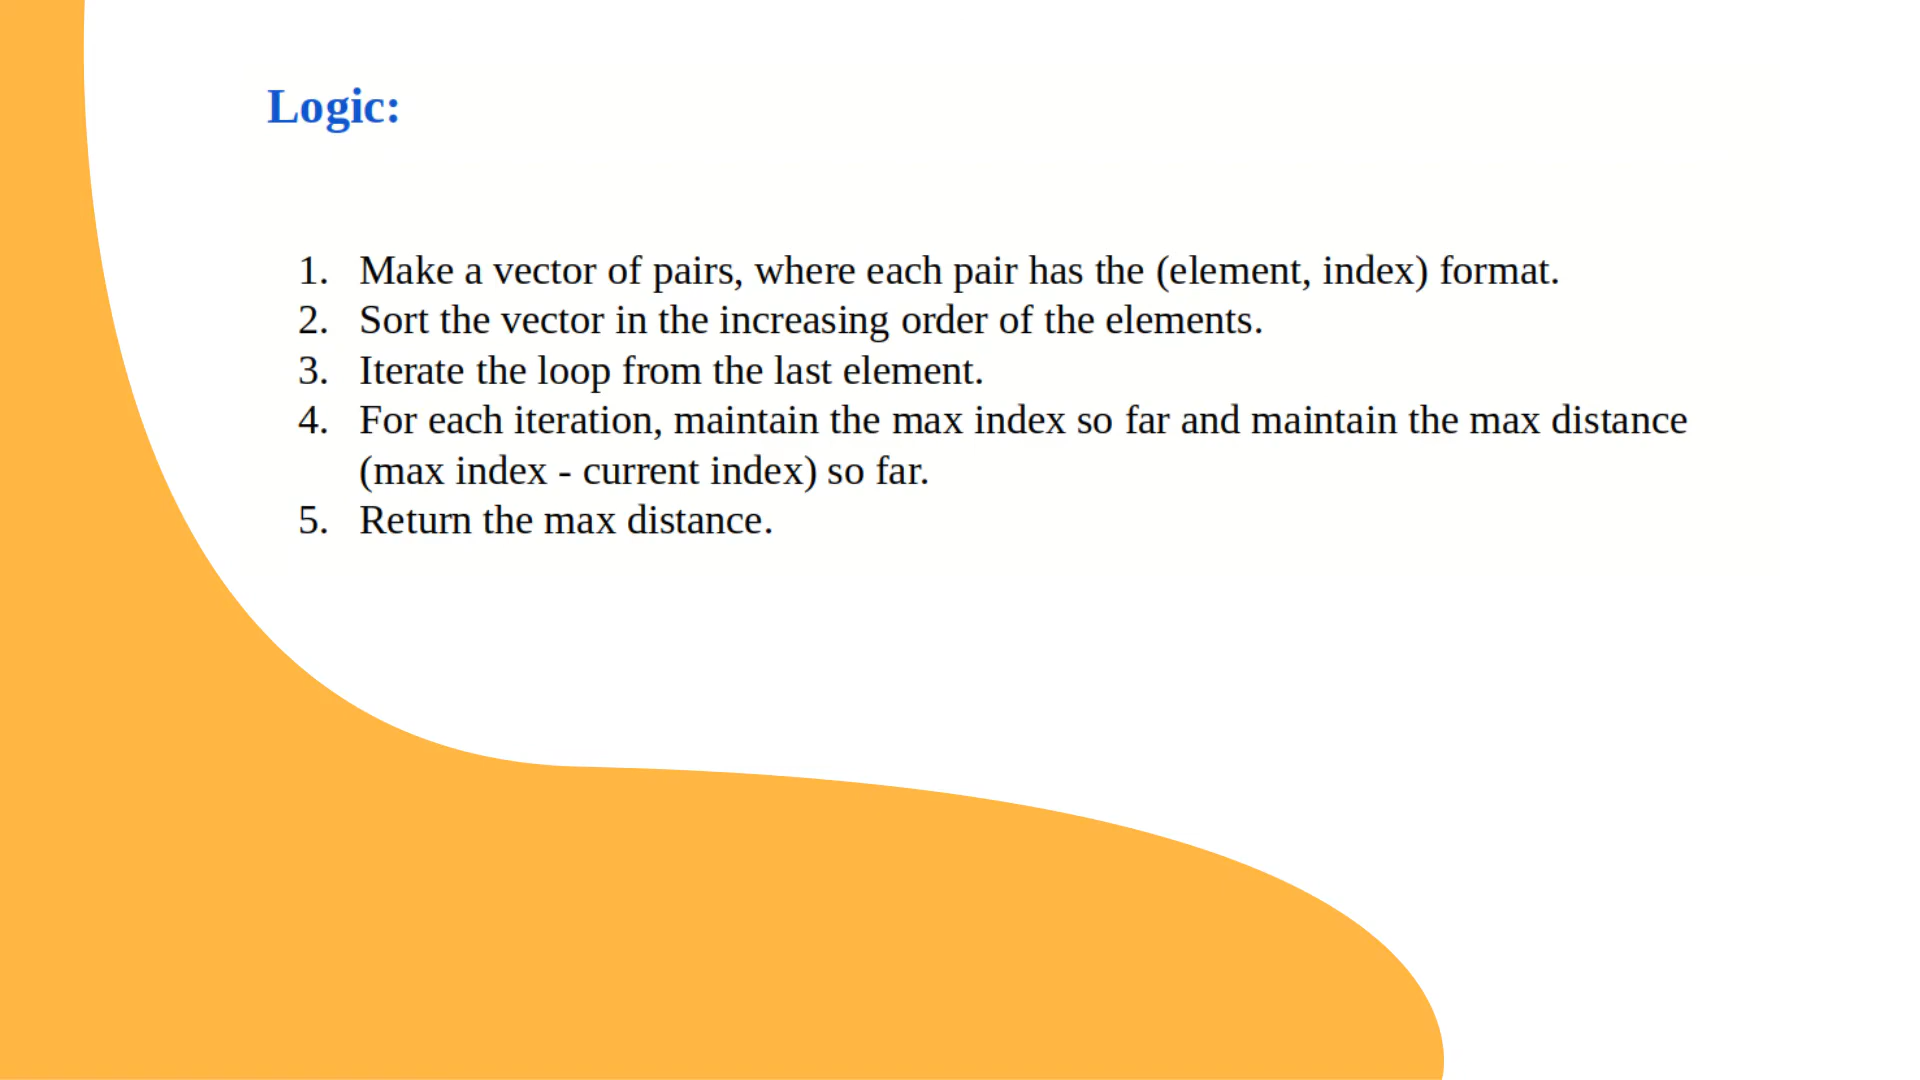 Logic:
1. Make a vector of pairs, where each pair has the (element, index) format.
2. Sort the vector in the increasing order of the elements.
3. Iterate the loop from the last element.
4. For each iteration, maintain the max index so far and maintain the max distance
(max index - current index) so far.
5. Return the max distance.